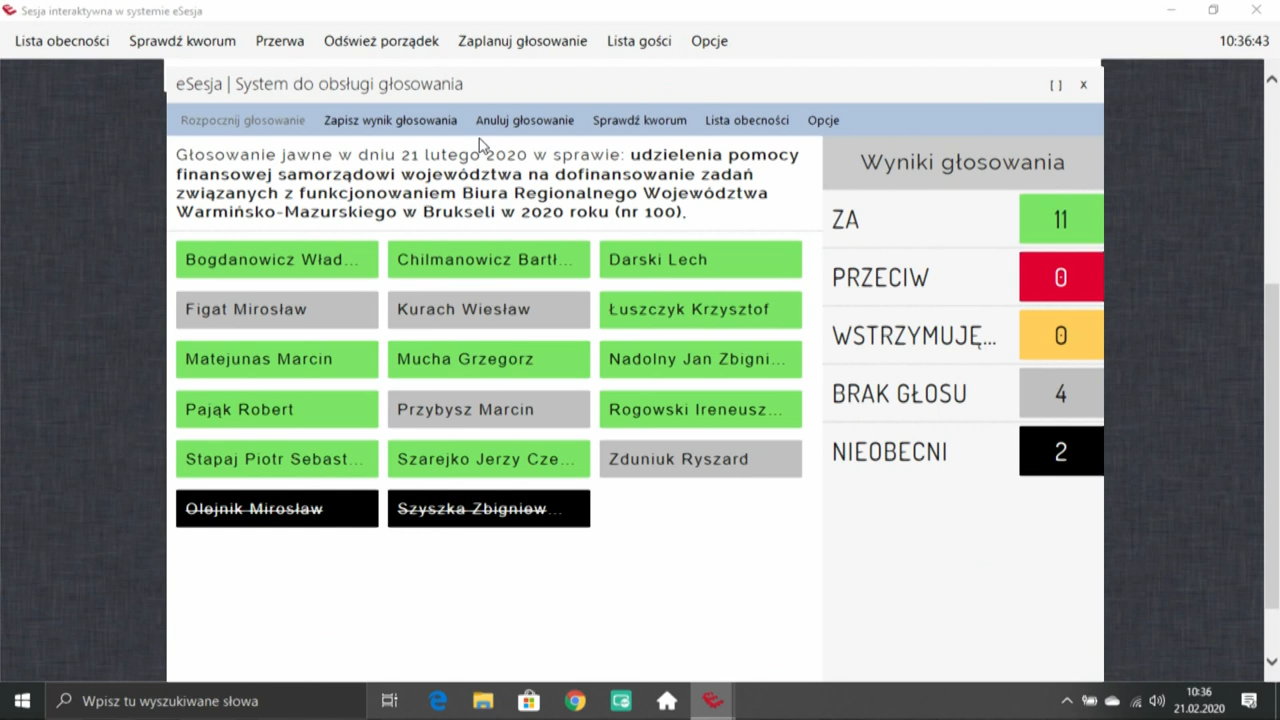 Sesja interaktywna w systemie eSesja
Lista obecności Sprawdź kworum Przerwa Odśwież porządek Zaplanuj głosowanie Lista gości Opcje 10:36:43
eSesja | System do obsługi głosowania [ ] x
Rozpocznij głosowanie Zapisz wynik głosowania Anuluj głosowanie Sprawdź kworum Lista obecności Opcje
Głosowanie jawne w dniu 21 lutego 2020 w sprawie: udzielenia pomocy
finansowej samorządowi województwa na dofinansowanie zadań
związanych z funkcjonowaniem Biura Regionalnego Województwa
Warmińsko-Mazurskiego w Brukseli w 2020 roku (nr 100).
Bogdanowicz Wład... Chilmanowicz Bartł... Darski Lech
Figat Mirosław Kurach Wiesław Łuszczyk Krzysztof
Matejunas Marcin Mucha Grzegorz Nadolny Jan Zbigni...
Pająk Robert Przybysz Marcin Rogowski Ireneusz...
Stapaj Piotr Sebast... Szarejko Jerzy Cze... Zduniuk Ryszard
Olejnik Mirosław Szyszka Zbigniew...
Wyniki głosowania
ZA 11
PRZECIW 0
WSTRZYMUJĘ... 0
BRAK GŁOSU 4
NIEOBECNI 2
Wpisz tu wyszukiwane słowa
10:36
21.02.2020